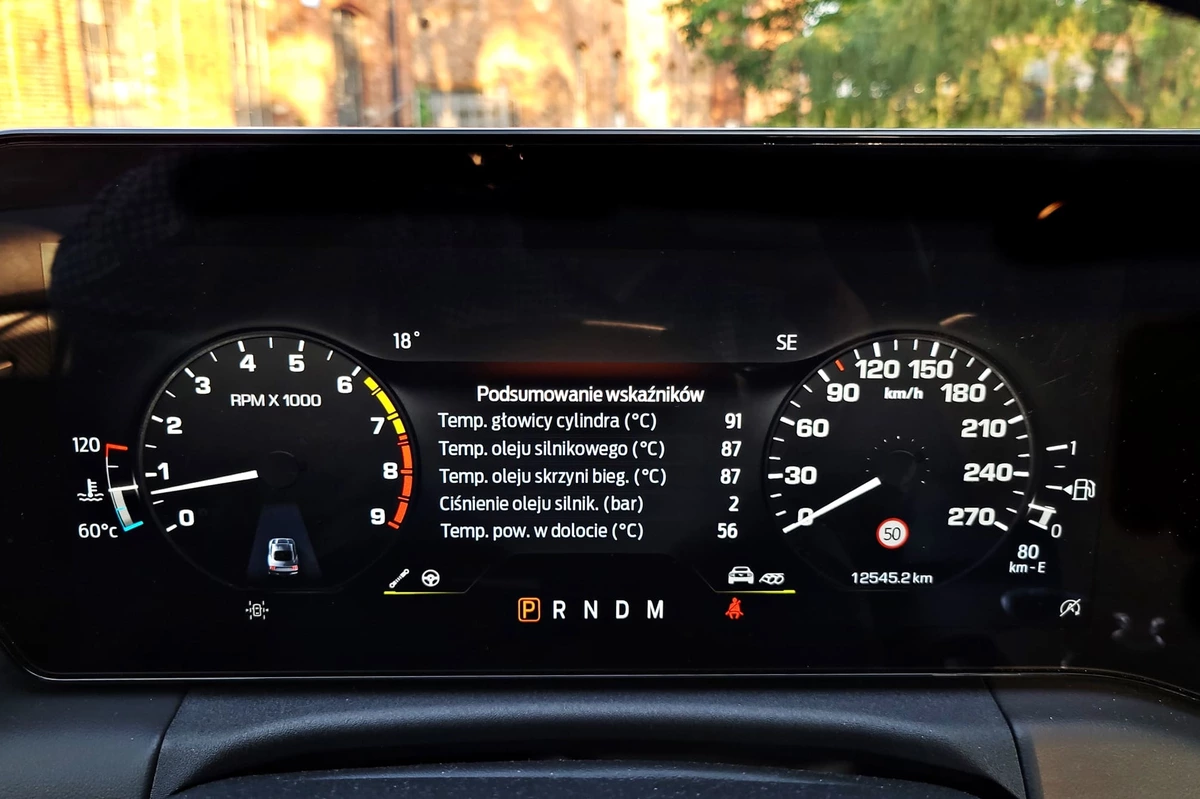 18°
SE
RPM X 1000
0
1
2
3
4
5
6
7
8
9
120
60°C
Podsumowanie wskaźników
Temp. głowicy cylindra (°C) 91
Temp. oleju silnikowego (°C) 87
Temp. oleju skrzyni bieg. (°C) 87
Ciśnienie oleju silnik. (bar) 2
Temp. pow. w dolocie (°C) 56
km/h
0
30
60
90
120
150
180
210
240
270
50
12545.2 km
1
0
80
km - E
P R N D M